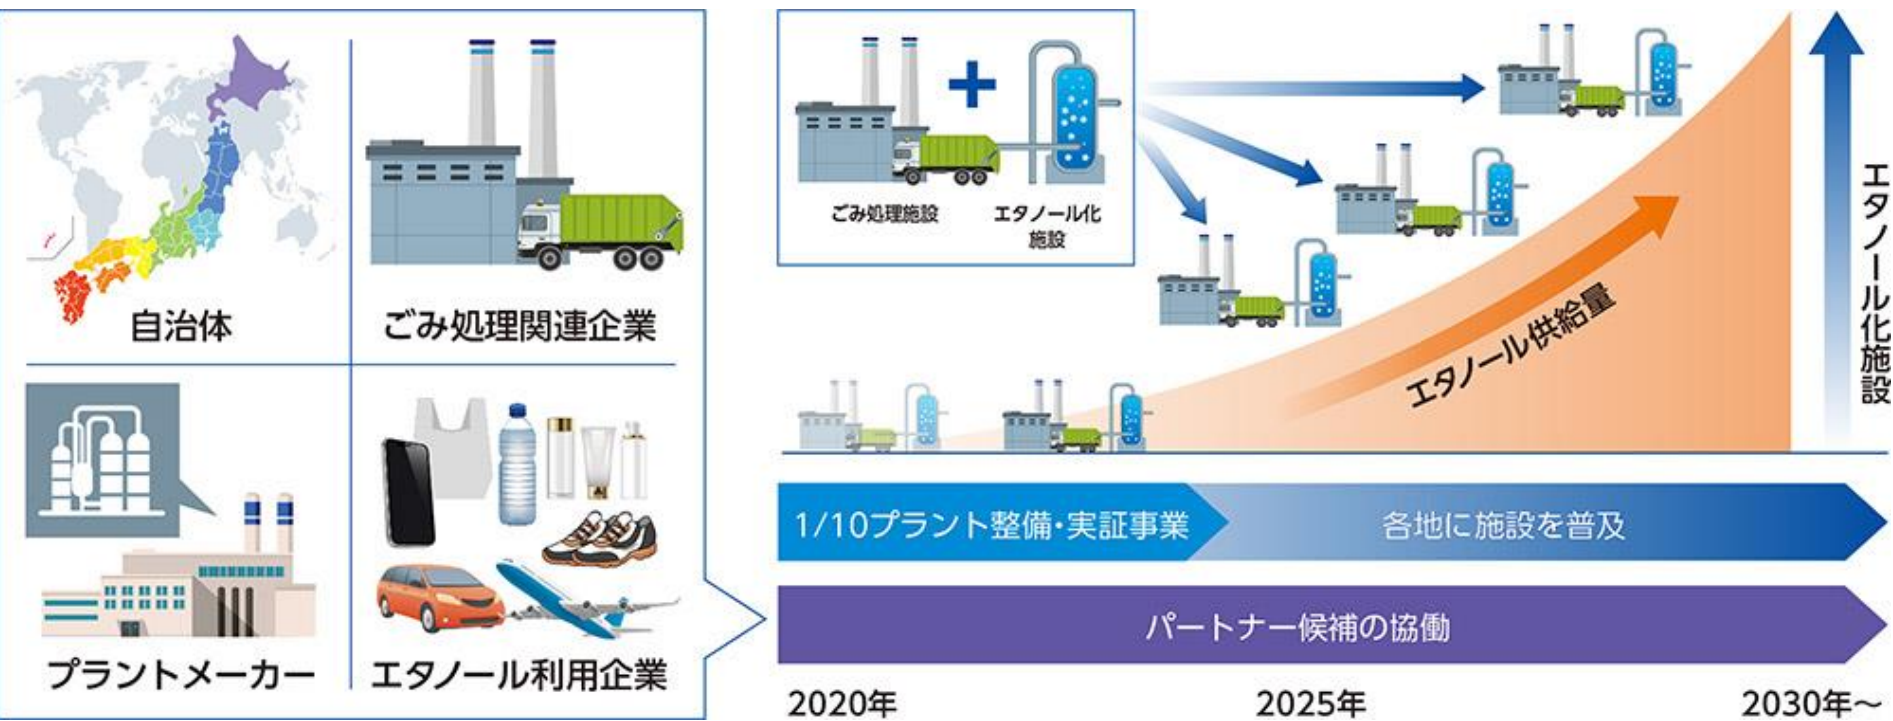 自治体
ごみ処理関連企業
プラントメーカー
エタノール利用企業
ごみ処理施設
エタノール化
施設
エタノール供給量
エタノール化施設
1/10プラント整備・実証事業
各地に施設を普及
パートナー候補の協働
2020年
2025年
2030年～